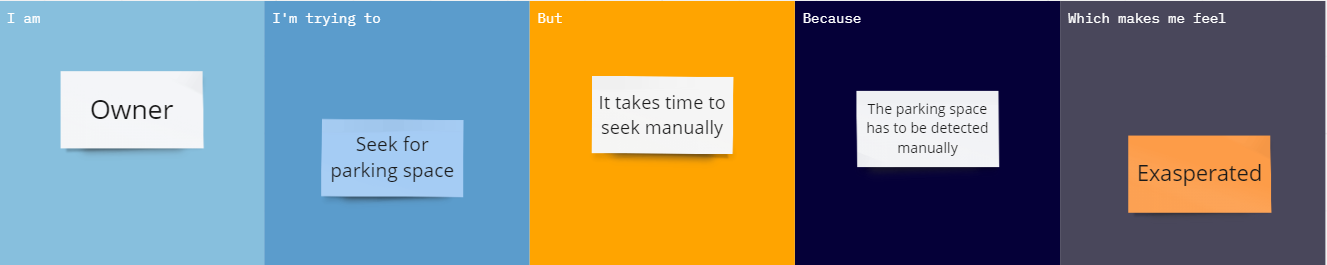 I am
Owner
I'm trying to
Seek for
parking space
But
It takes time to
seek manually
Because
The parking space
has to be detected
manually
Which makes me feel
Exasperated